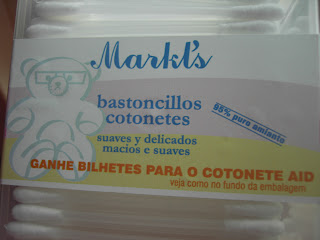 Markl's
bastoncillos
cotonetes
95% puro amianto
suaves y delicados
macios e suaves
GANHE BILHETES PARA O COTONETE AID
veja como no fundo da embalagem